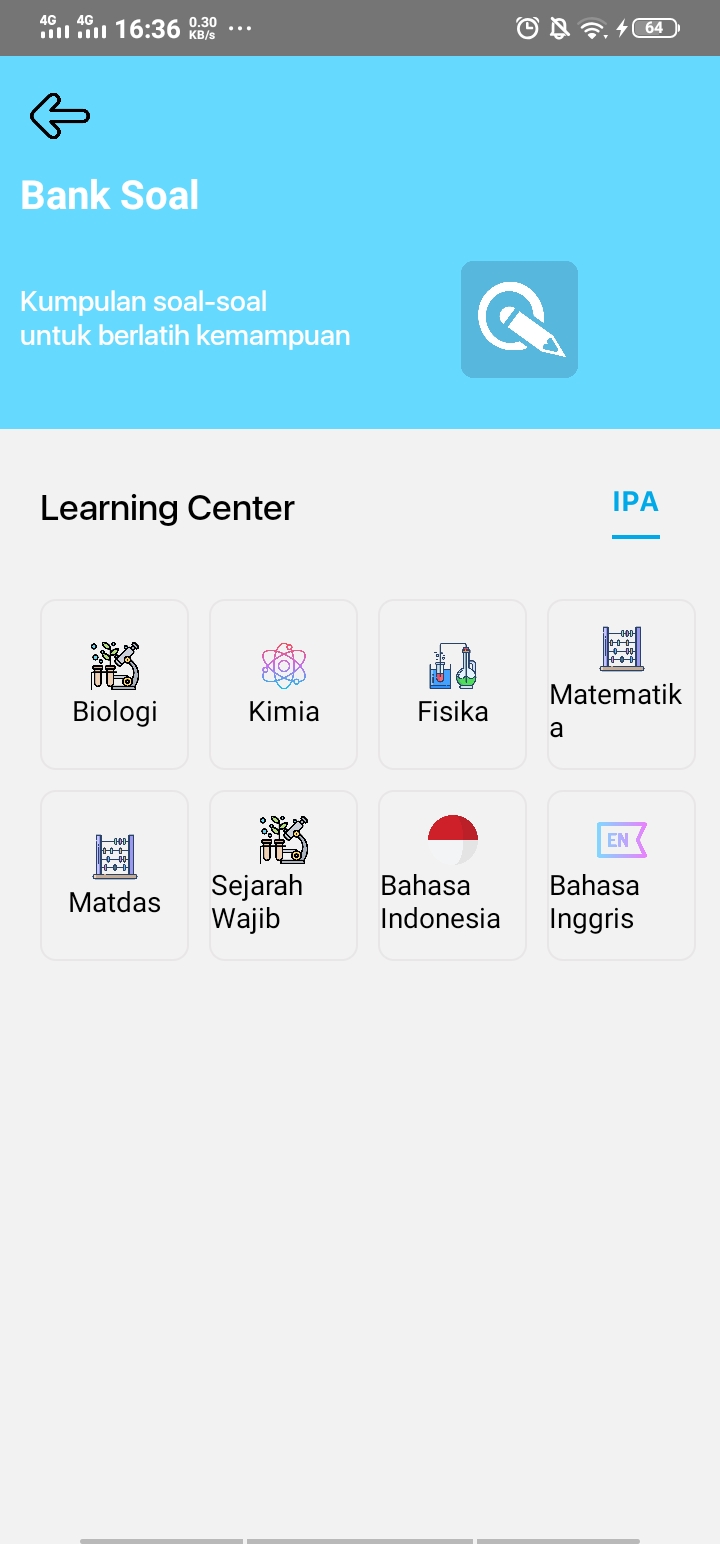 4G 4G 16:36 0.30 KB/s ... 64
Bank Soal
Kumpulan soal-soal
untuk berlatih kemampuan
Learning Center
IPA
Biologi
Kimia
Fisika
Matematik
a
Matdas
Sejarah
Wajib
Bahasa
Indonesia
EN
Bahasa
Inggris